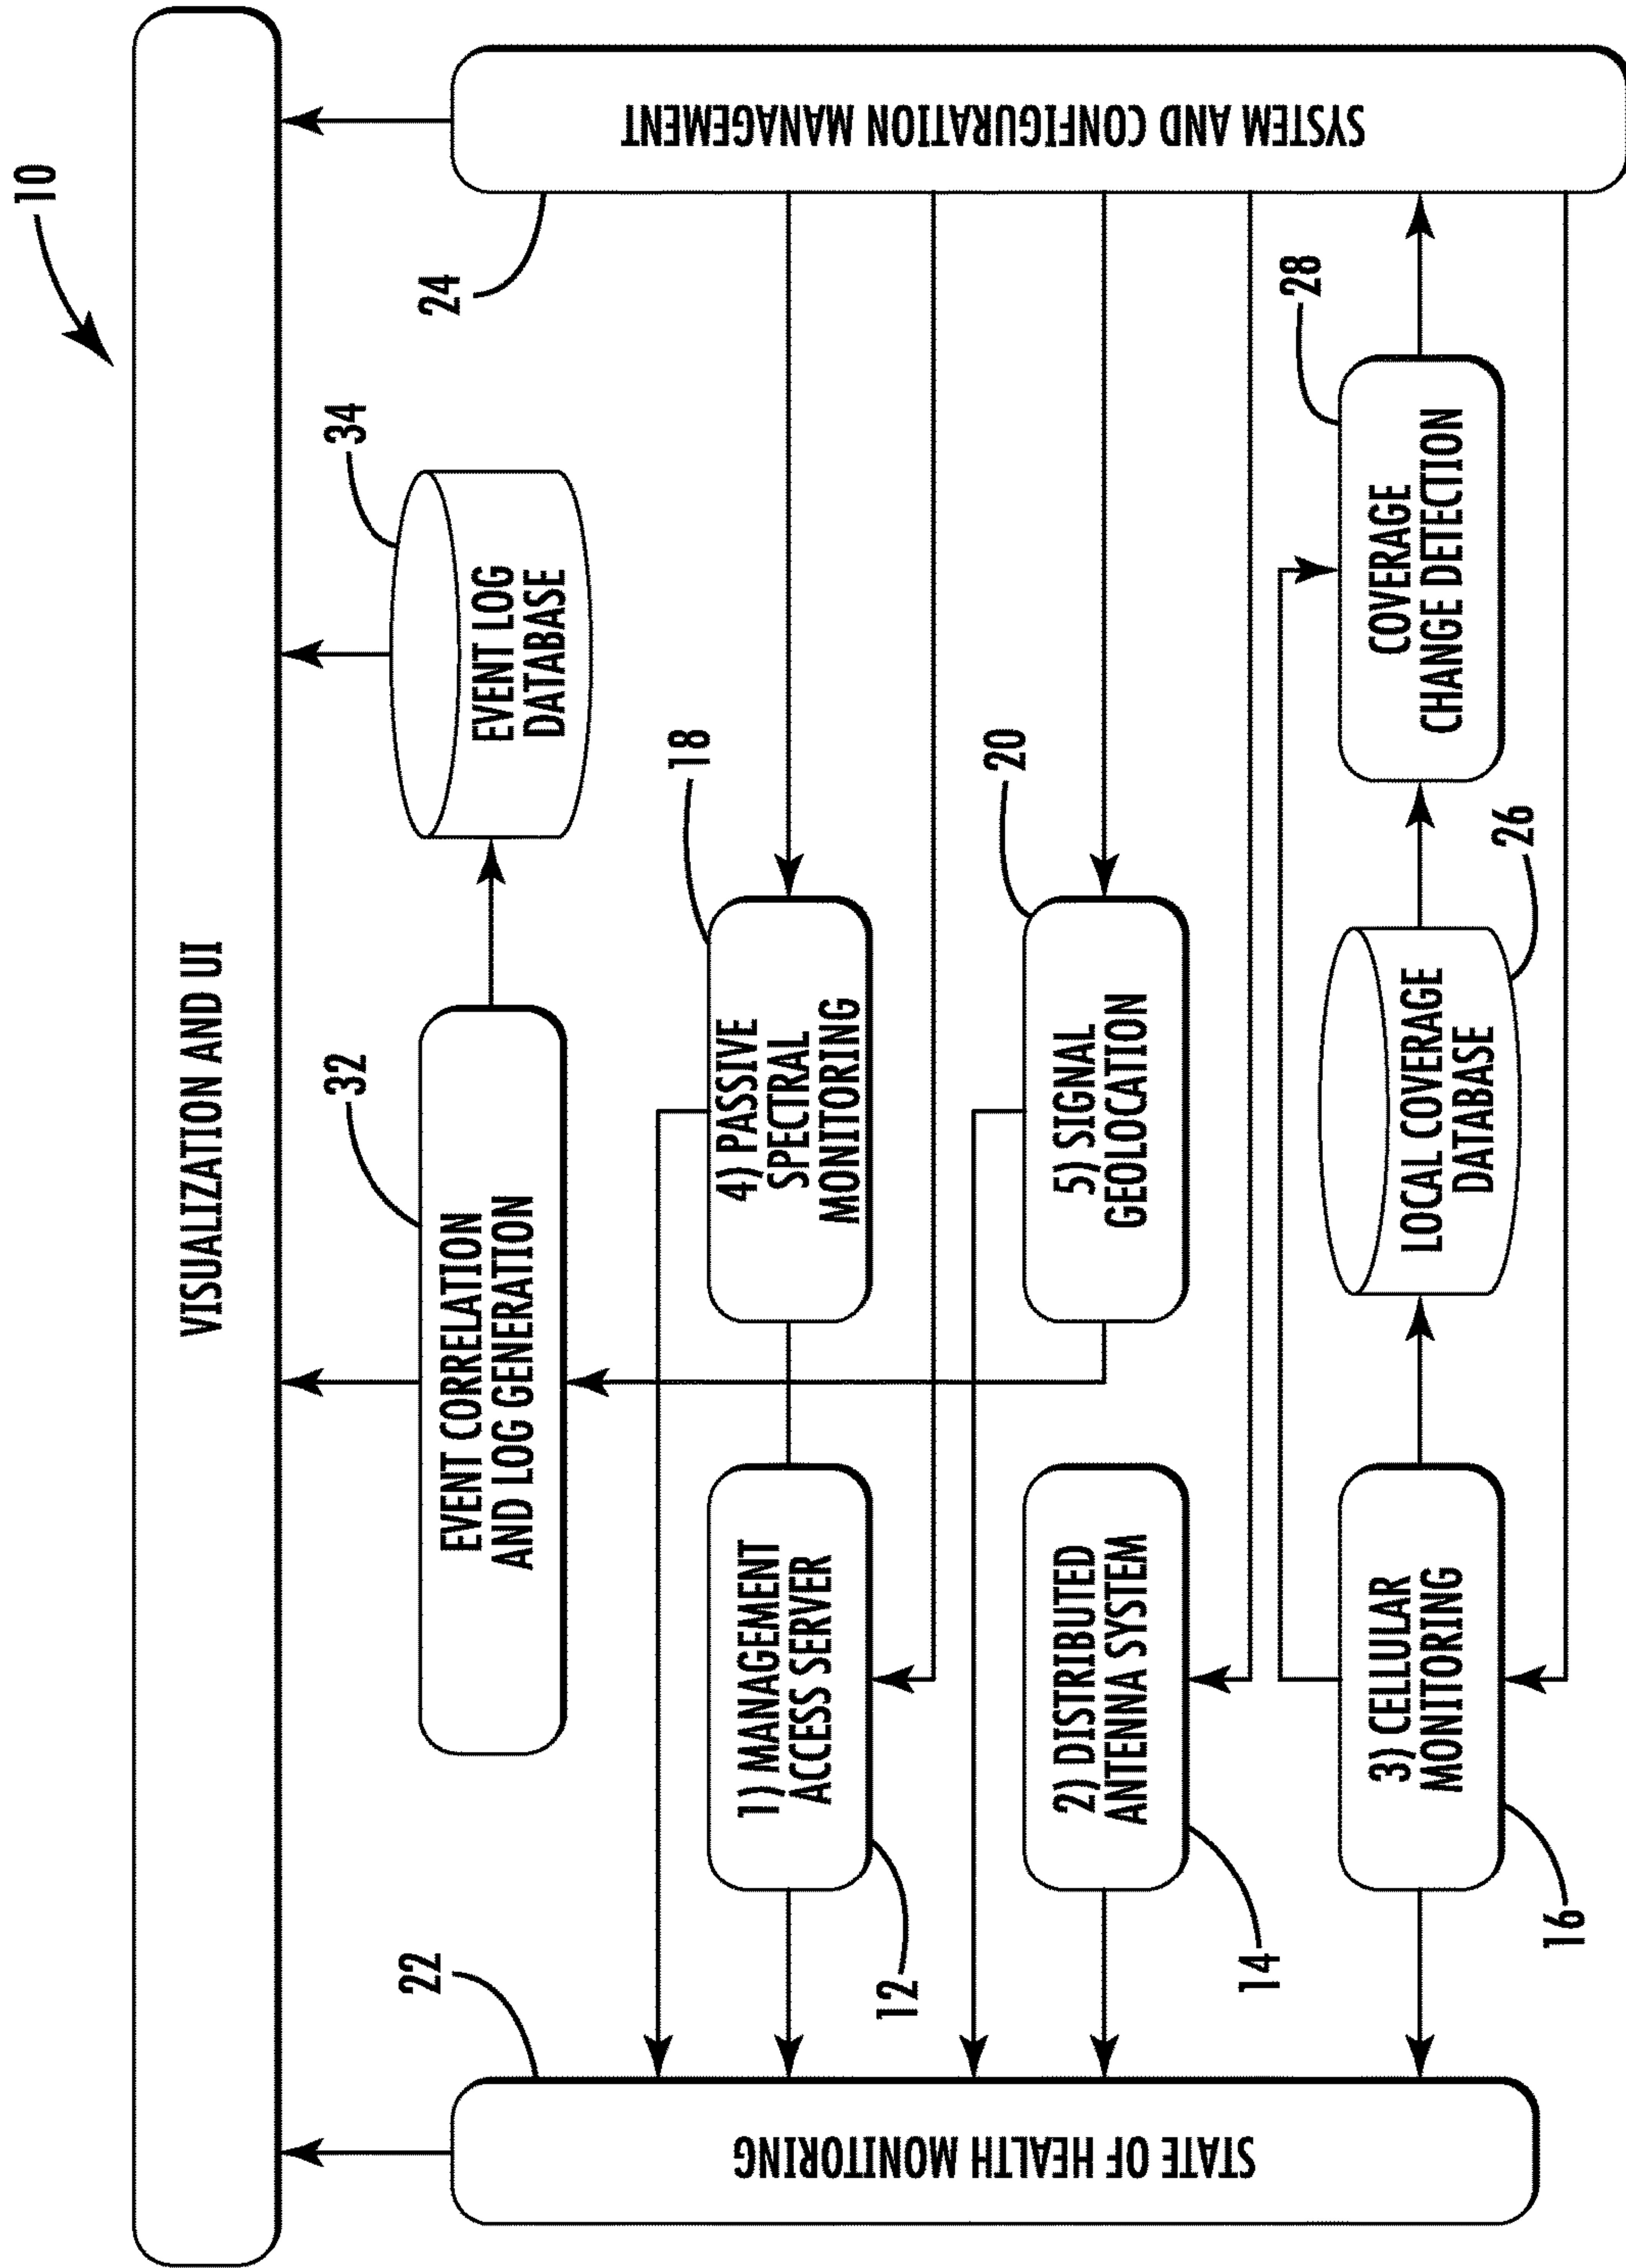 10
VISUALIZATION AND UI
32
34
EVENT CORRELATION
AND LOG GENERATION
EVENT LOG
DATABASE
22
24
STATE OF HEALTH MONITORING
SYSTEM AND CONFIGURATION MANAGEMENT
18
1) MANAGEMENT
ACCESS SERVER
4) PASSIVE
SPECTRAL
MONITORING
12
20
2) DISTRIBUTED
ANTENNA SYSTEM
5) SIGNAL
GEOLOCATION
14
28
3) CELLULAR
MONITORING
LOCAL COVERAGE
DATABASE
COVERAGE
CHANGE DETECTION
16
26